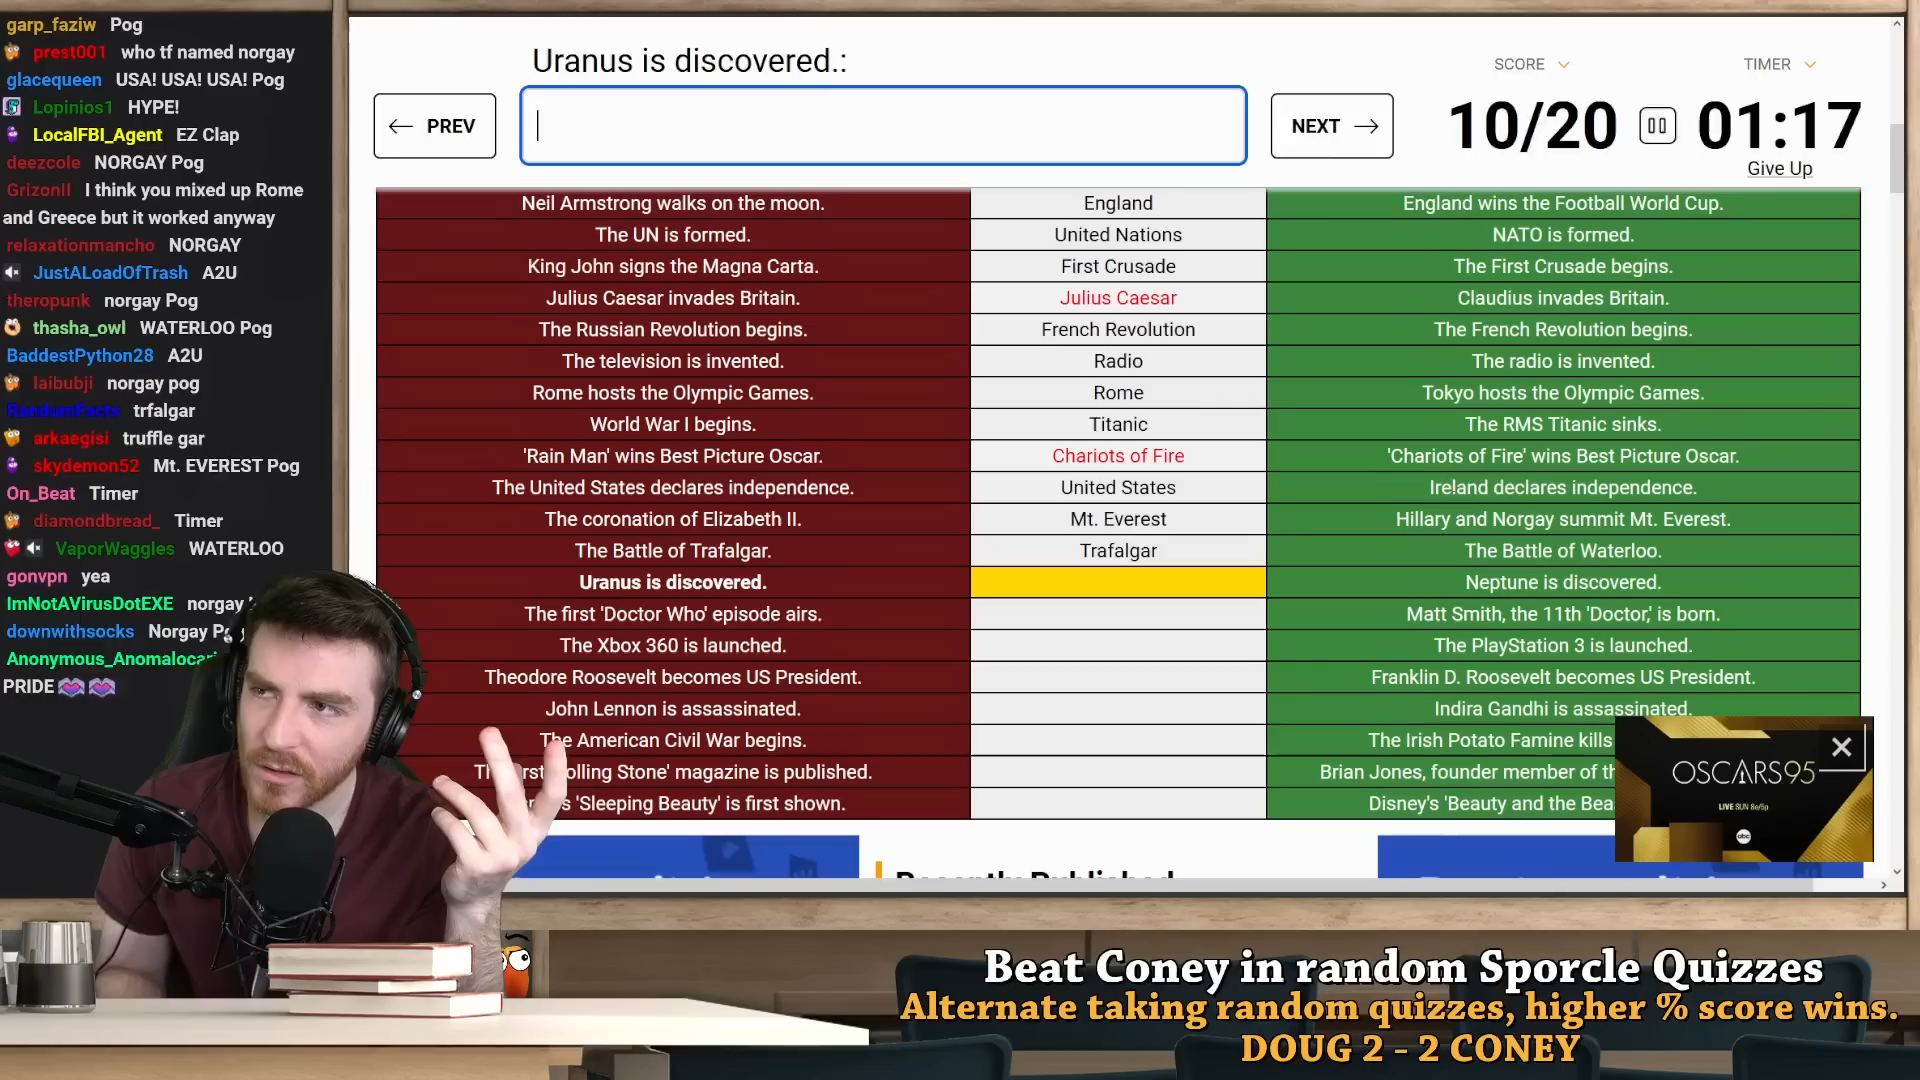 garp_faziw Pog
prest001 who tf named norgay
glacequeen USA! USA! USA! Pog
Lopinios1 HYPE!
LocalFBI_Agent EZ Clap
deezcole NORGAY Pog
GrizonII I think you mixed up Rome
and Greece but it worked anyway
relaxationmancho NORGAY
JustALoadOfTrash A2U
theropunk norgay Pog
thasha_owl WATERLOO Pog
BaddestPython28 A2U
laibubji norgay pog
RandumFacts trfalgar
arkaegisi truffle gar
skydemon52 Mt. EVEREST Pog
On_Beat Timer
diamondbread_ Timer
VaporWaggles WATERLOO
gonvpn yea
ImNotAVirusDotEXE norgay
downwithsocks Norgay
PRIDE
Uranus is discovered.:
PREV
NEXT
SCORE
10/20
TIMER
01:17
Give Up
Neil Armstrong walks on the moon. England England wins the Football World Cup.
The UN is formed. United Nations NATO is formed.
King John signs the Magna Carta. First Crusade The First Crusade begins.
Julius Caesar invades Britain. Julius Caesar Claudius invades Britain.
The Russian Revolution begins. French Revolution The French Revolution begins.
The television is invented. Radio The radio is invented.
Rome hosts the Olympic Games. Rome Tokyo hosts the Olympic Games.
World War I begins. Titanic The RMS Titanic sinks.
'Rain Man' wins Best Picture Oscar. Chariots of Fire 'Chariots of Fire' wins Best Picture Oscar.
The United States declares independence. United States Ireland declares independence.
The coronation of Elizabeth II. Mt. Everest Hillary and Norgay summit Mt. Everest.
The Battle of Trafalgar. Trafalgar The Battle of Waterloo.
Uranus is discovered. Neptune is discovered.
The first 'Doctor Who' episode airs. Matt Smith, the 11th 'Doctor,' is born.
The Xbox 360 is launched. The PlayStation 3 is launched.
Theodore Roosevelt becomes US President. Franklin D. Roosevelt becomes US President.
John Lennon is assassinated. Indira Gandhi is assassinated.
The American Civil War begins. The Irish Potato Famine kills
olling Stone' magazine is published. Brian Jones, founder member of th
'Sleeping Beauty' is first shown. Disney's 'Beauty and the Bea
OSCARS95
LIVE SUN 8e/5p
abc
Recently Published
Beat Coney in random Sporcle Quizzes
Alternate taking random quizzes, higher % score wins.
DOUG 2 - 2 CONEY